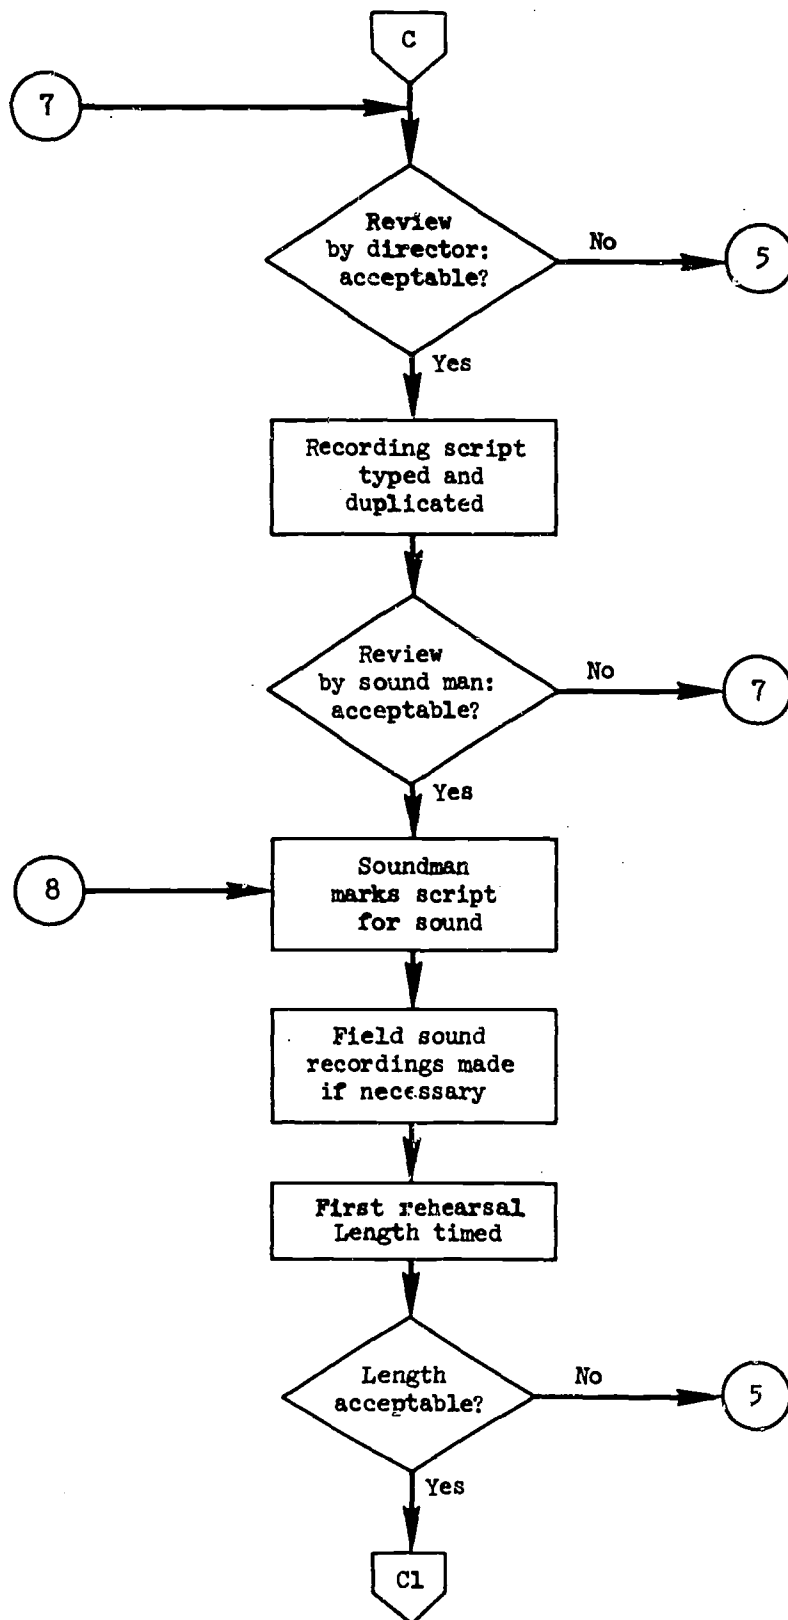 C
7
Review
by director:
acceptable?
No
5
Yes
Recording script
typed and
duplicated
Review
by sound man:
acceptable?
No
7
Yes
8
Soundman
marks script
for sound
Field sound
recordings made
if necessary
First rehearsal
Length timed
Length
acceptable?
No
5
Yes
C1